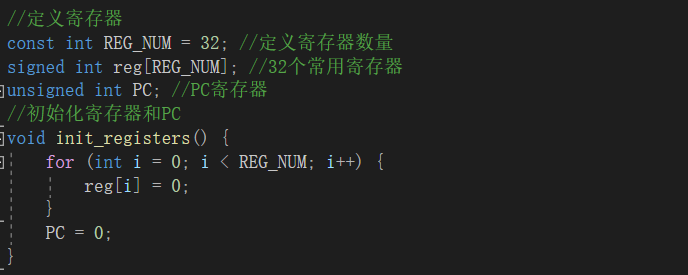 //定义寄存器
const int REG_NUM = 32; //定义寄存器数量
signed int reg[REG_NUM]; //32个常用寄存器
unsigned int PC; //PC寄存器
//初始化寄存器和PC
void init_registers() {
    for (int i = 0; i < REG_NUM; i++) {
        reg[i] = 0;
    }
    PC = 0;
}